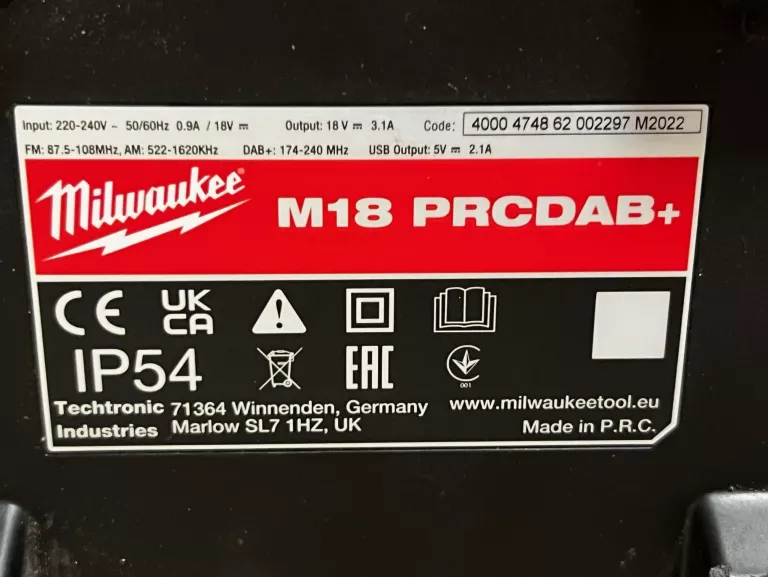 Input: 220-240V ~ 50/60Hz 0.9A / 18V ⎓ Output: 18 V ⎓ 3.1A Code: 4000 4748 62 002297 M2022
FM: 87.5-108MHz, AM: 522-1620KHz DAB+: 174-240 MHz USB Output: 5V ⎓ 2.1A
Milwaukee® M18 PRCDAB+
CE UK CA
IP54 EAC 001
Techtronic 71364 Winnenden, Germany www.milwaukeetool.eu
Industries Marlow SL7 1HZ, UK Made in P.R.C.